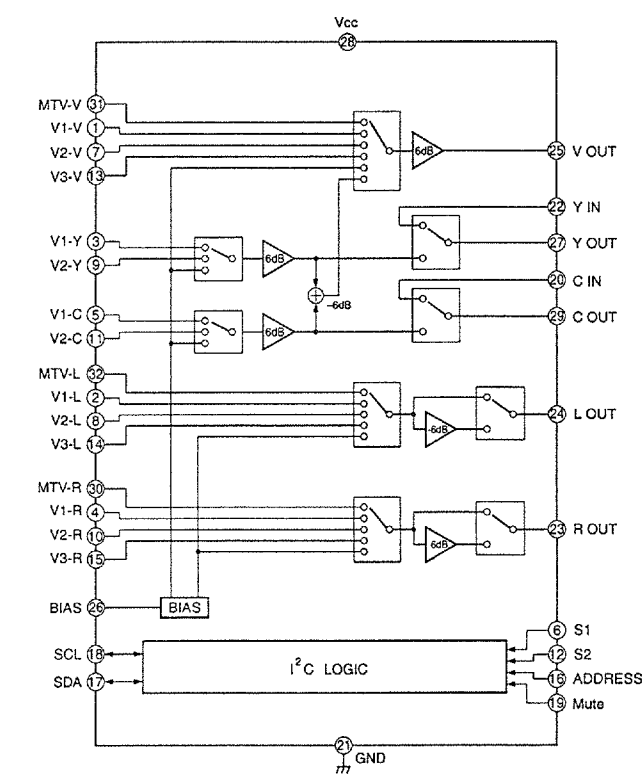 Vcc
28
MTV-V 31
V1-V 1
V2-V 7
V3-V 13
6dB
25 V OUT
22 Y IN
27 Y OUT
V1-Y 3
V2-Y 9
6dB
-6dB
20 C IN
29 C OUT
V1-C 5
V2-C 11
6dB
MTV-L 32
V1-L 2
V2-L 8
V3-L 14
-6dB
24 L OUT
MTV-R 30
V1-R 4
V2-R 10
V3-R 15
-6dB
23 R OUT
BIAS 26
BIAS
SCL 18
SDA 17
I²C LOGIC
6 S1
12 S2
16 ADDRESS
19 Mute
21
GND